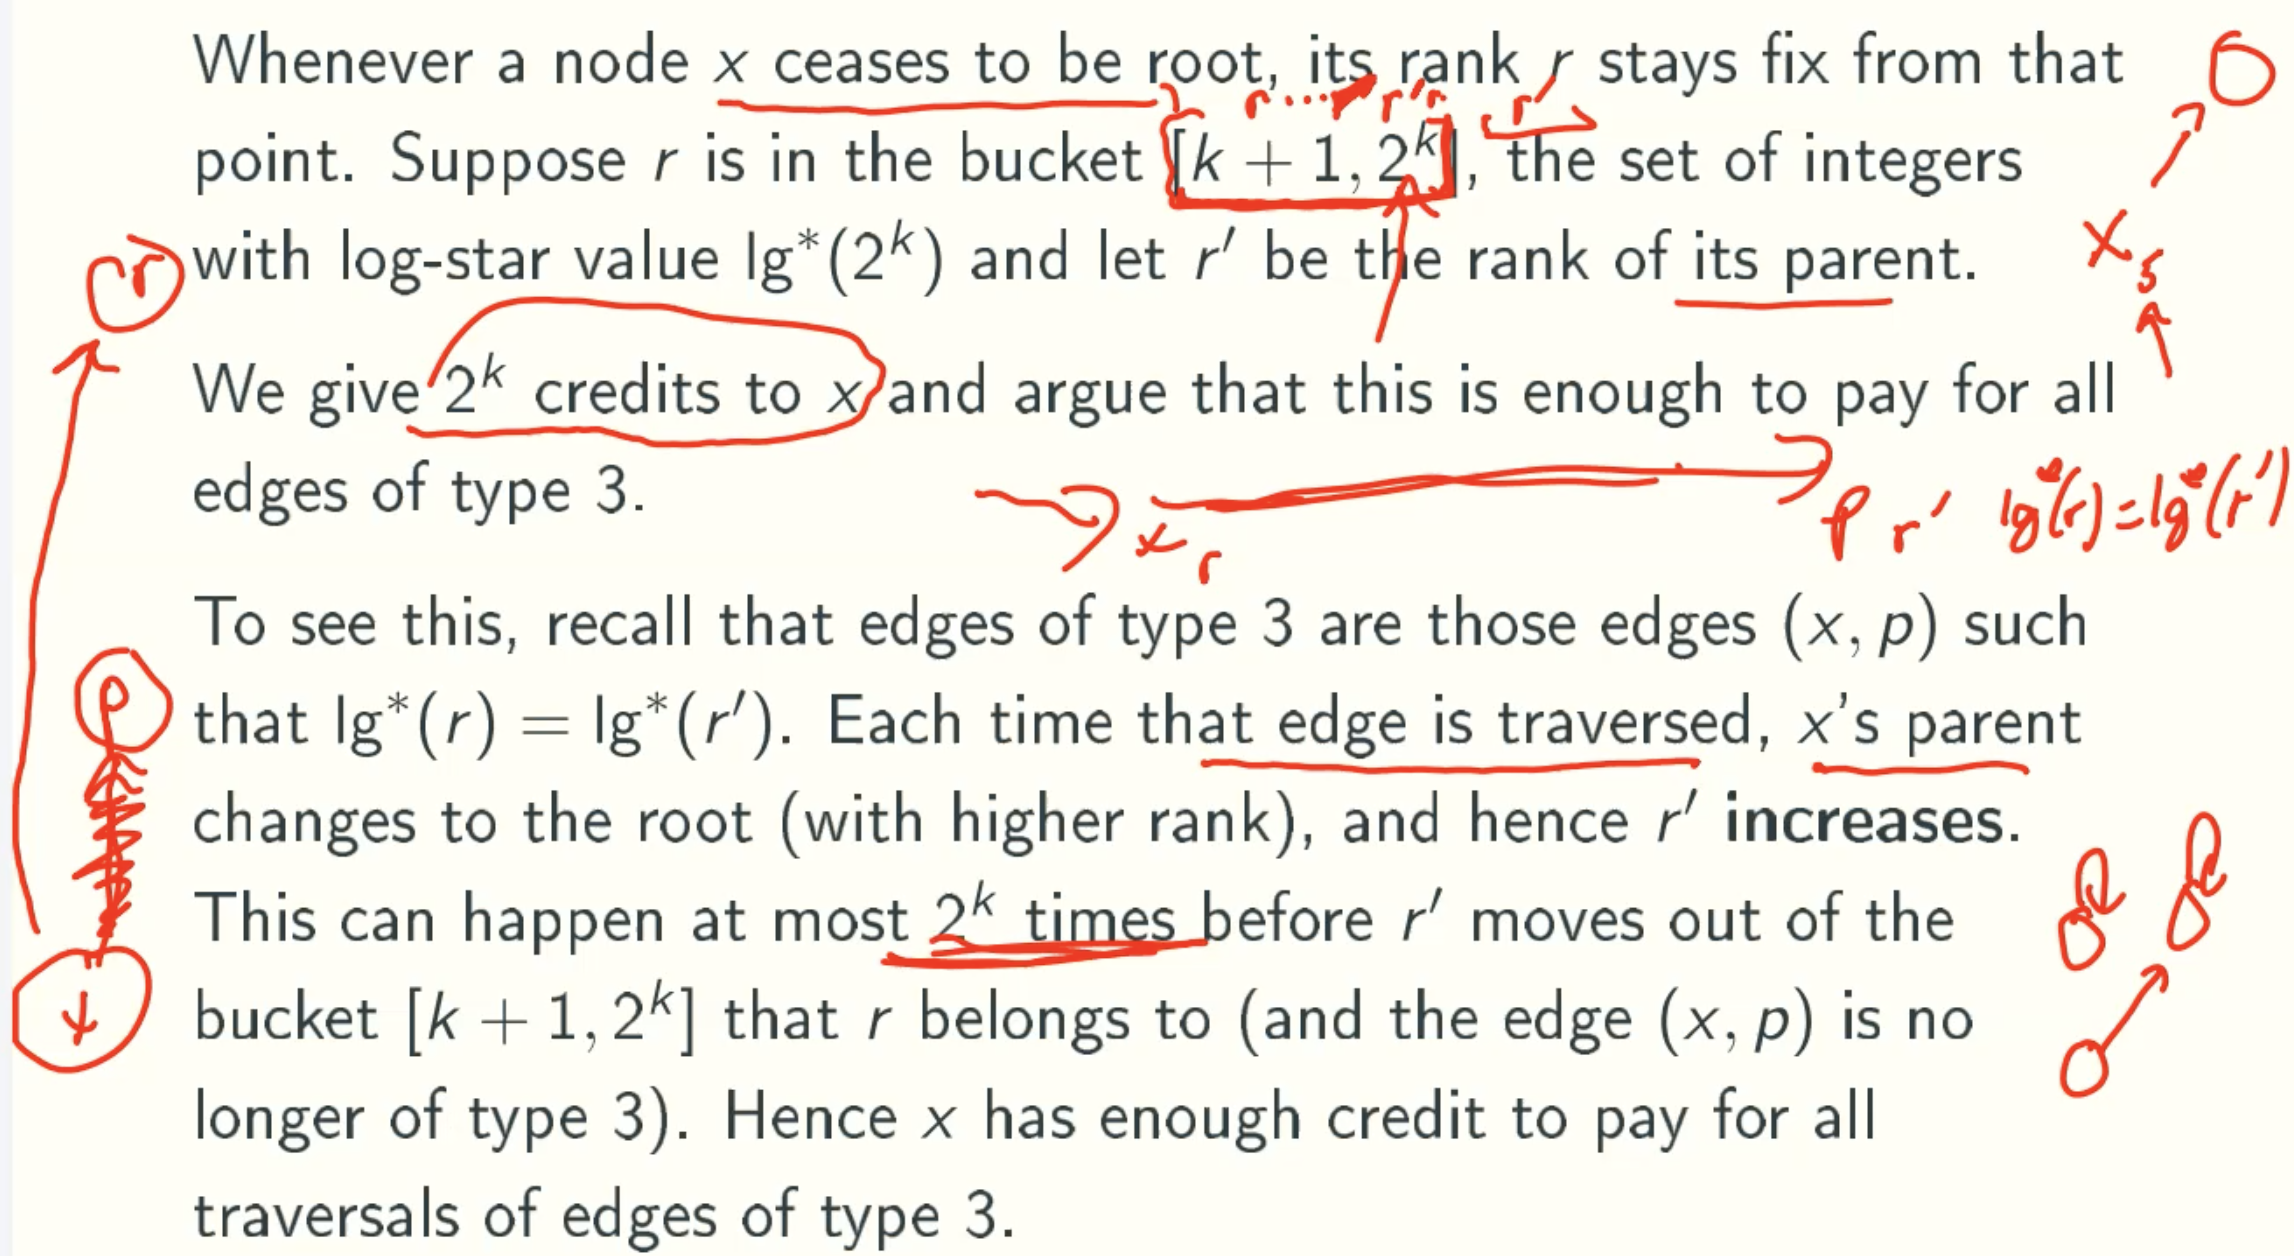 Whenever a node x ceases to be root, its rank r stays fix from that
r....r' r'
r'
point. Suppose r is in the bucket [k + 1, 2^k], the set of integers
with log-star value lg*(2^k) and let r' be the rank of its parent.
r
x 5
We give 2^k credits to x and argue that this is enough to pay for all
edges of type 3.
x r
p r' lg*(r)=lg*(r')
To see this, recall that edges of type 3 are those edges (x, p) such
p
that lg*(r) = lg*(r'). Each time that edge is traversed, x's parent
changes to the root (with higher rank), and hence r' increases.
This can happen at most 2^k times before r' moves out of the
bucket [k + 1, 2^k] that r belongs to (and the edge (x, p) is no
x
longer of type 3). Hence x has enough credit to pay for all
traversals of edges of type 3.